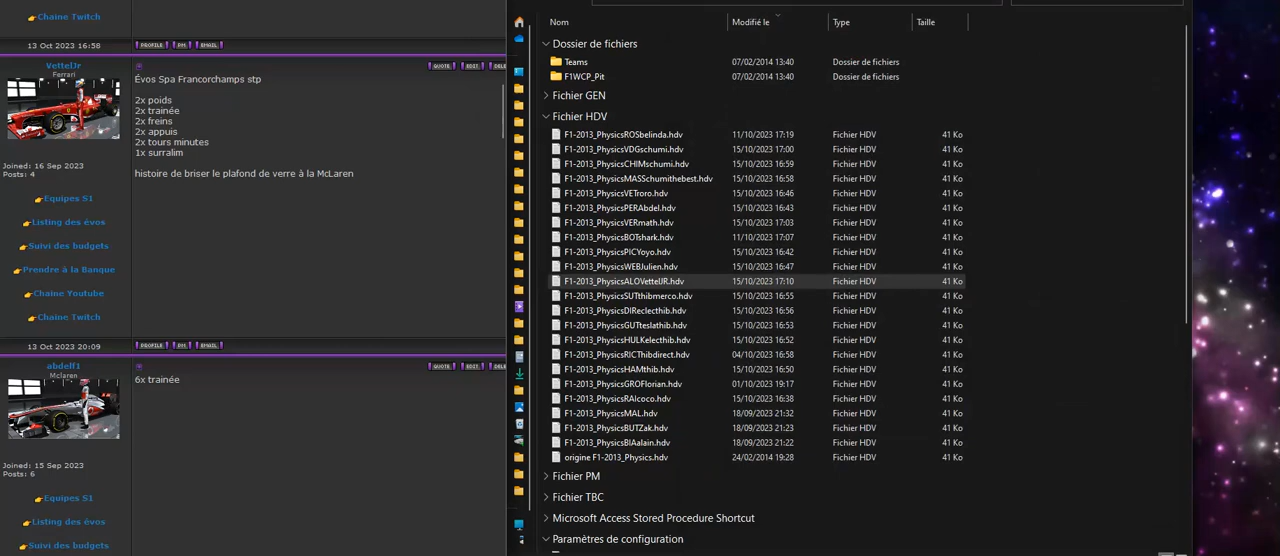 👉Chaine Twitch
13 Oct 2023 16:58
PROFILE PM EMAIL
VettelJr
Ferrari
Joined: 16 Sep 2023
Posts: 4
👉Equipes S1
👉Listing des évos
👉Suivi des budgets
👉Prendre à la Banque
👉Chaine Youtube
👉Chaine Twitch
QUOTE EDIT DELE
Évos Spa Francorchamps stp
2x poids
2x trainée
2x freins
2x appuis
2x tours minutes
1x surralim
histoire de briser le plafond de verre à la McLaren
13 Oct 2023 20:09
PROFILE PM EMAIL
abdelf1
Mclaren
Joined: 15 Sep 2023
Posts: 6
👉Equipes S1
👉Listing des évos
👉Suivi des budgets
QUOTE EDIT DELE
6x trainée
Nom Modifié le Type Taille
Dossier de fichiers
Teams 07/02/2014 13:40 Dossier de fichiers
F1WCP_Pit 07/02/2014 13:40 Dossier de fichiers
Fichier GEN
Fichier HDV
F1-2013_PhysicsROSbelinda.hdv 11/10/2023 17:19 Fichier HDV 41 Ko
F1-2013_PhysicsVDGschumi.hdv 15/10/2023 17:00 Fichier HDV 41 Ko
F1-2013_PhysicsCHIMschumi.hdv 15/10/2023 16:59 Fichier HDV 41 Ko
F1-2013_PhysicsMASSchumithebest.hdv 15/10/2023 16:58 Fichier HDV 41 Ko
F1-2013_PhysicsVETroro.hdv 15/10/2023 16:46 Fichier HDV 41 Ko
F1-2013_PhysicsPERAbdel.hdv 15/10/2023 16:43 Fichier HDV 41 Ko
F1-2013_PhysicsVERmath.hdv 15/10/2023 17:03 Fichier HDV 41 Ko
F1-2013_PhysicsBOTshark.hdv 11/10/2023 17:07 Fichier HDV 41 Ko
F1-2013_PhysicsPICYoyo.hdv 15/10/2023 16:42 Fichier HDV 41 Ko
F1-2013_PhysicsWEBJulien.hdv 15/10/2023 16:47 Fichier HDV 41 Ko
F1-2013_PhysicsALOVettelJR.hdv 15/10/2023 17:10 Fichier HDV 41 Ko
F1-2013_PhysicsSUTthibmerco.hdv 15/10/2023 16:55 Fichier HDV 41 Ko
F1-2013_PhysicsDIReclecthib.hdv 15/10/2023 16:56 Fichier HDV 41 Ko
F1-2013_PhysicsGUTteslathib.hdv 15/10/2023 16:53 Fichier HDV 41 Ko
F1-2013_PhysicsHULKelecthib.hdv 15/10/2023 16:52 Fichier HDV 41 Ko
F1-2013_PhysicsRICThibdirect.hdv 04/10/2023 16:58 Fichier HDV 41 Ko
F1-2013_PhysicsHAMthib.hdv 15/10/2023 16:50 Fichier HDV 41 Ko
F1-2013_PhysicsGROFlorian.hdv 01/10/2023 19:17 Fichier HDV 41 Ko
F1-2013_PhysicsRAIcoco.hdv 15/10/2023 16:38 Fichier HDV 41 Ko
F1-2013_PhysicsMAL.hdv 18/09/2023 21:32 Fichier HDV 41 Ko
F1-2013_PhysicsBUTZak.hdv 18/09/2023 21:23 Fichier HDV 41 Ko
F1-2013_PhysicsBIAalain.hdv 18/09/2023 21:22 Fichier HDV 41 Ko
origine F1-2013_Physics.hdv 24/02/2014 19:28 Fichier HDV 41 Ko
Fichier PM
Fichier TBC
Microsoft Access Stored Procedure Shortcut
Paramètres de configuration